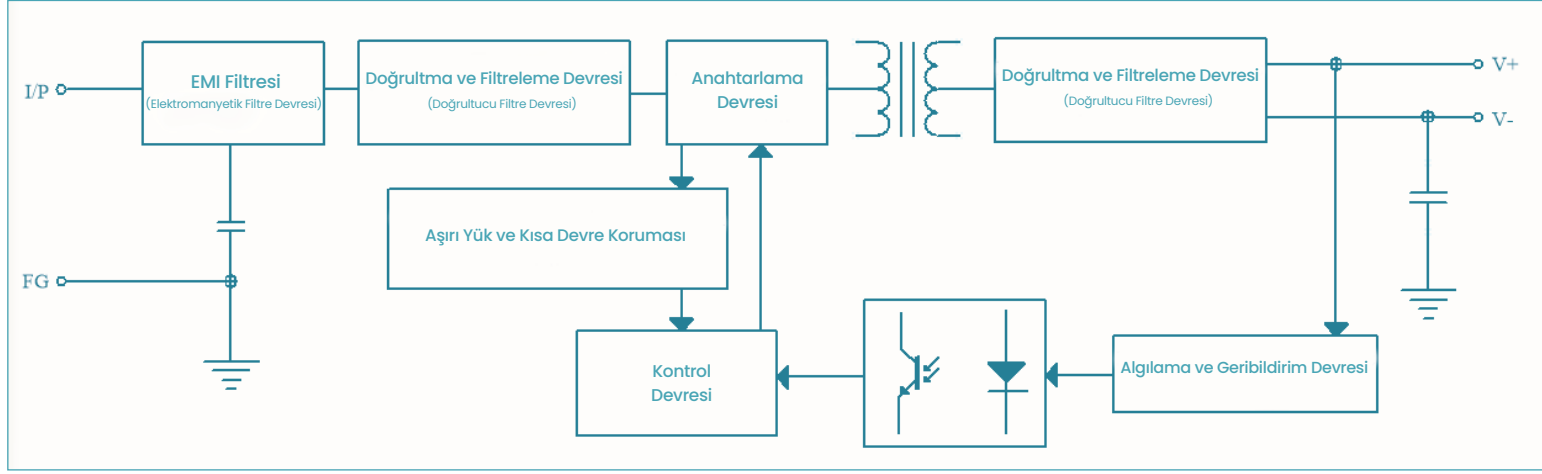 I/P
EMI Filtresi
(Elektromanyetik Filtre Devresi)
Doğrultma ve Filtreleme Devresi
(Doğrultucu Filtre Devresi)
Anahtarlama
Devresi
Doğrultma ve Filtreleme Devresi
(Doğrultucu Filtre Devresi)
V+
V-
Aşırı Yük ve Kısa Devre Koruması
FG
Kontrol
Devresi
Algılama ve Geribildirim Devresi